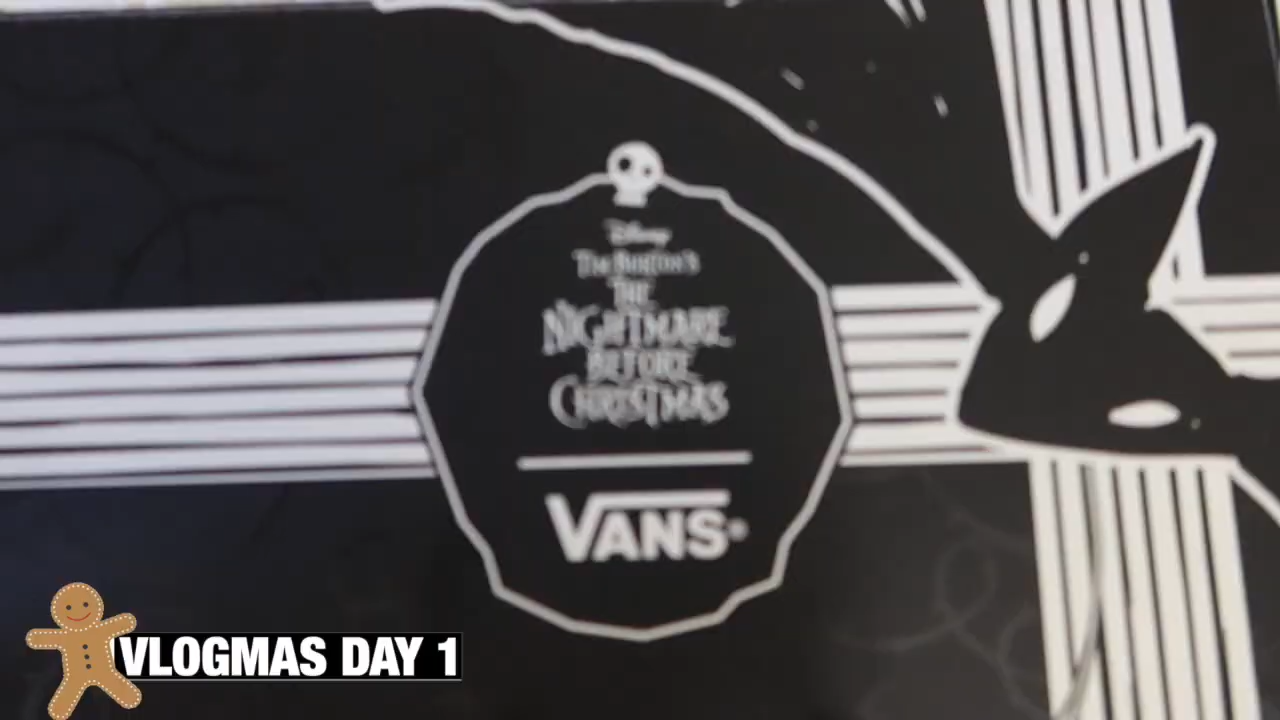 Disney
Tim Burton's
The
Nightmare
Before
Christmas
VANS
VLOGMAS DAY 1